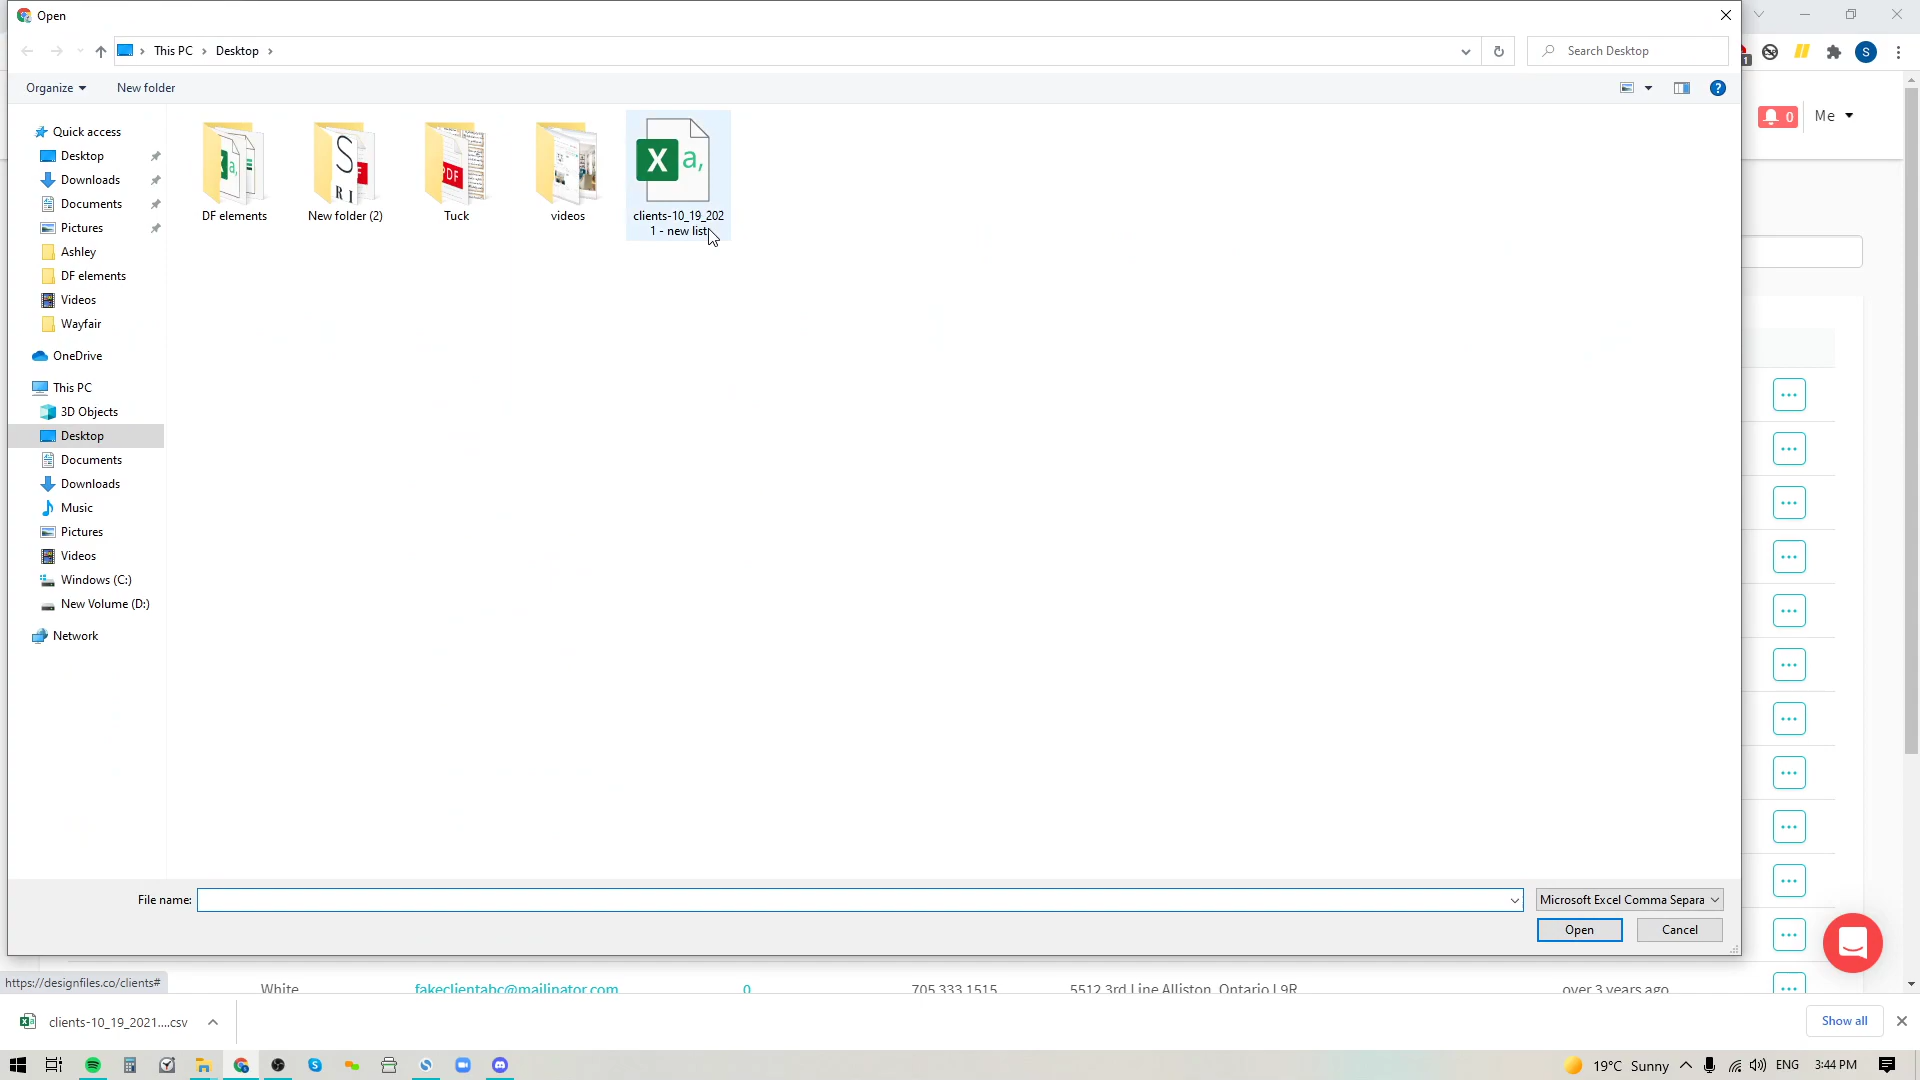 Open
This PC
Desktop
Search Desktop
S
1
Organize
New folder
?
0
Me
Quick access
Desktop
Downloads
Documents
Pictures
Ashley
DF elements
Videos
Wayfair
OneDrive
This PC
3D Objects
Desktop
Documents
Downloads
Music
Pictures
Videos
Windows (C:)
New Volume (D:)
Network
X a,
a,
S
RI
PDF
DF elements
New folder (2)
Tuck
videos
clients-10_19_202
1 - new list
File name:
Microsoft Excel Comma Separa
Open
Cancel
https://designfiles.co/clients#
White
fakeclientabc@mailinator.com
0
705 333 1515
5512 3rd Line Alliston, Ontario L9R
over 3 years ago
clients-10_19_2021....csv
Show all
19°C Sunny
ENG
3:44 PM